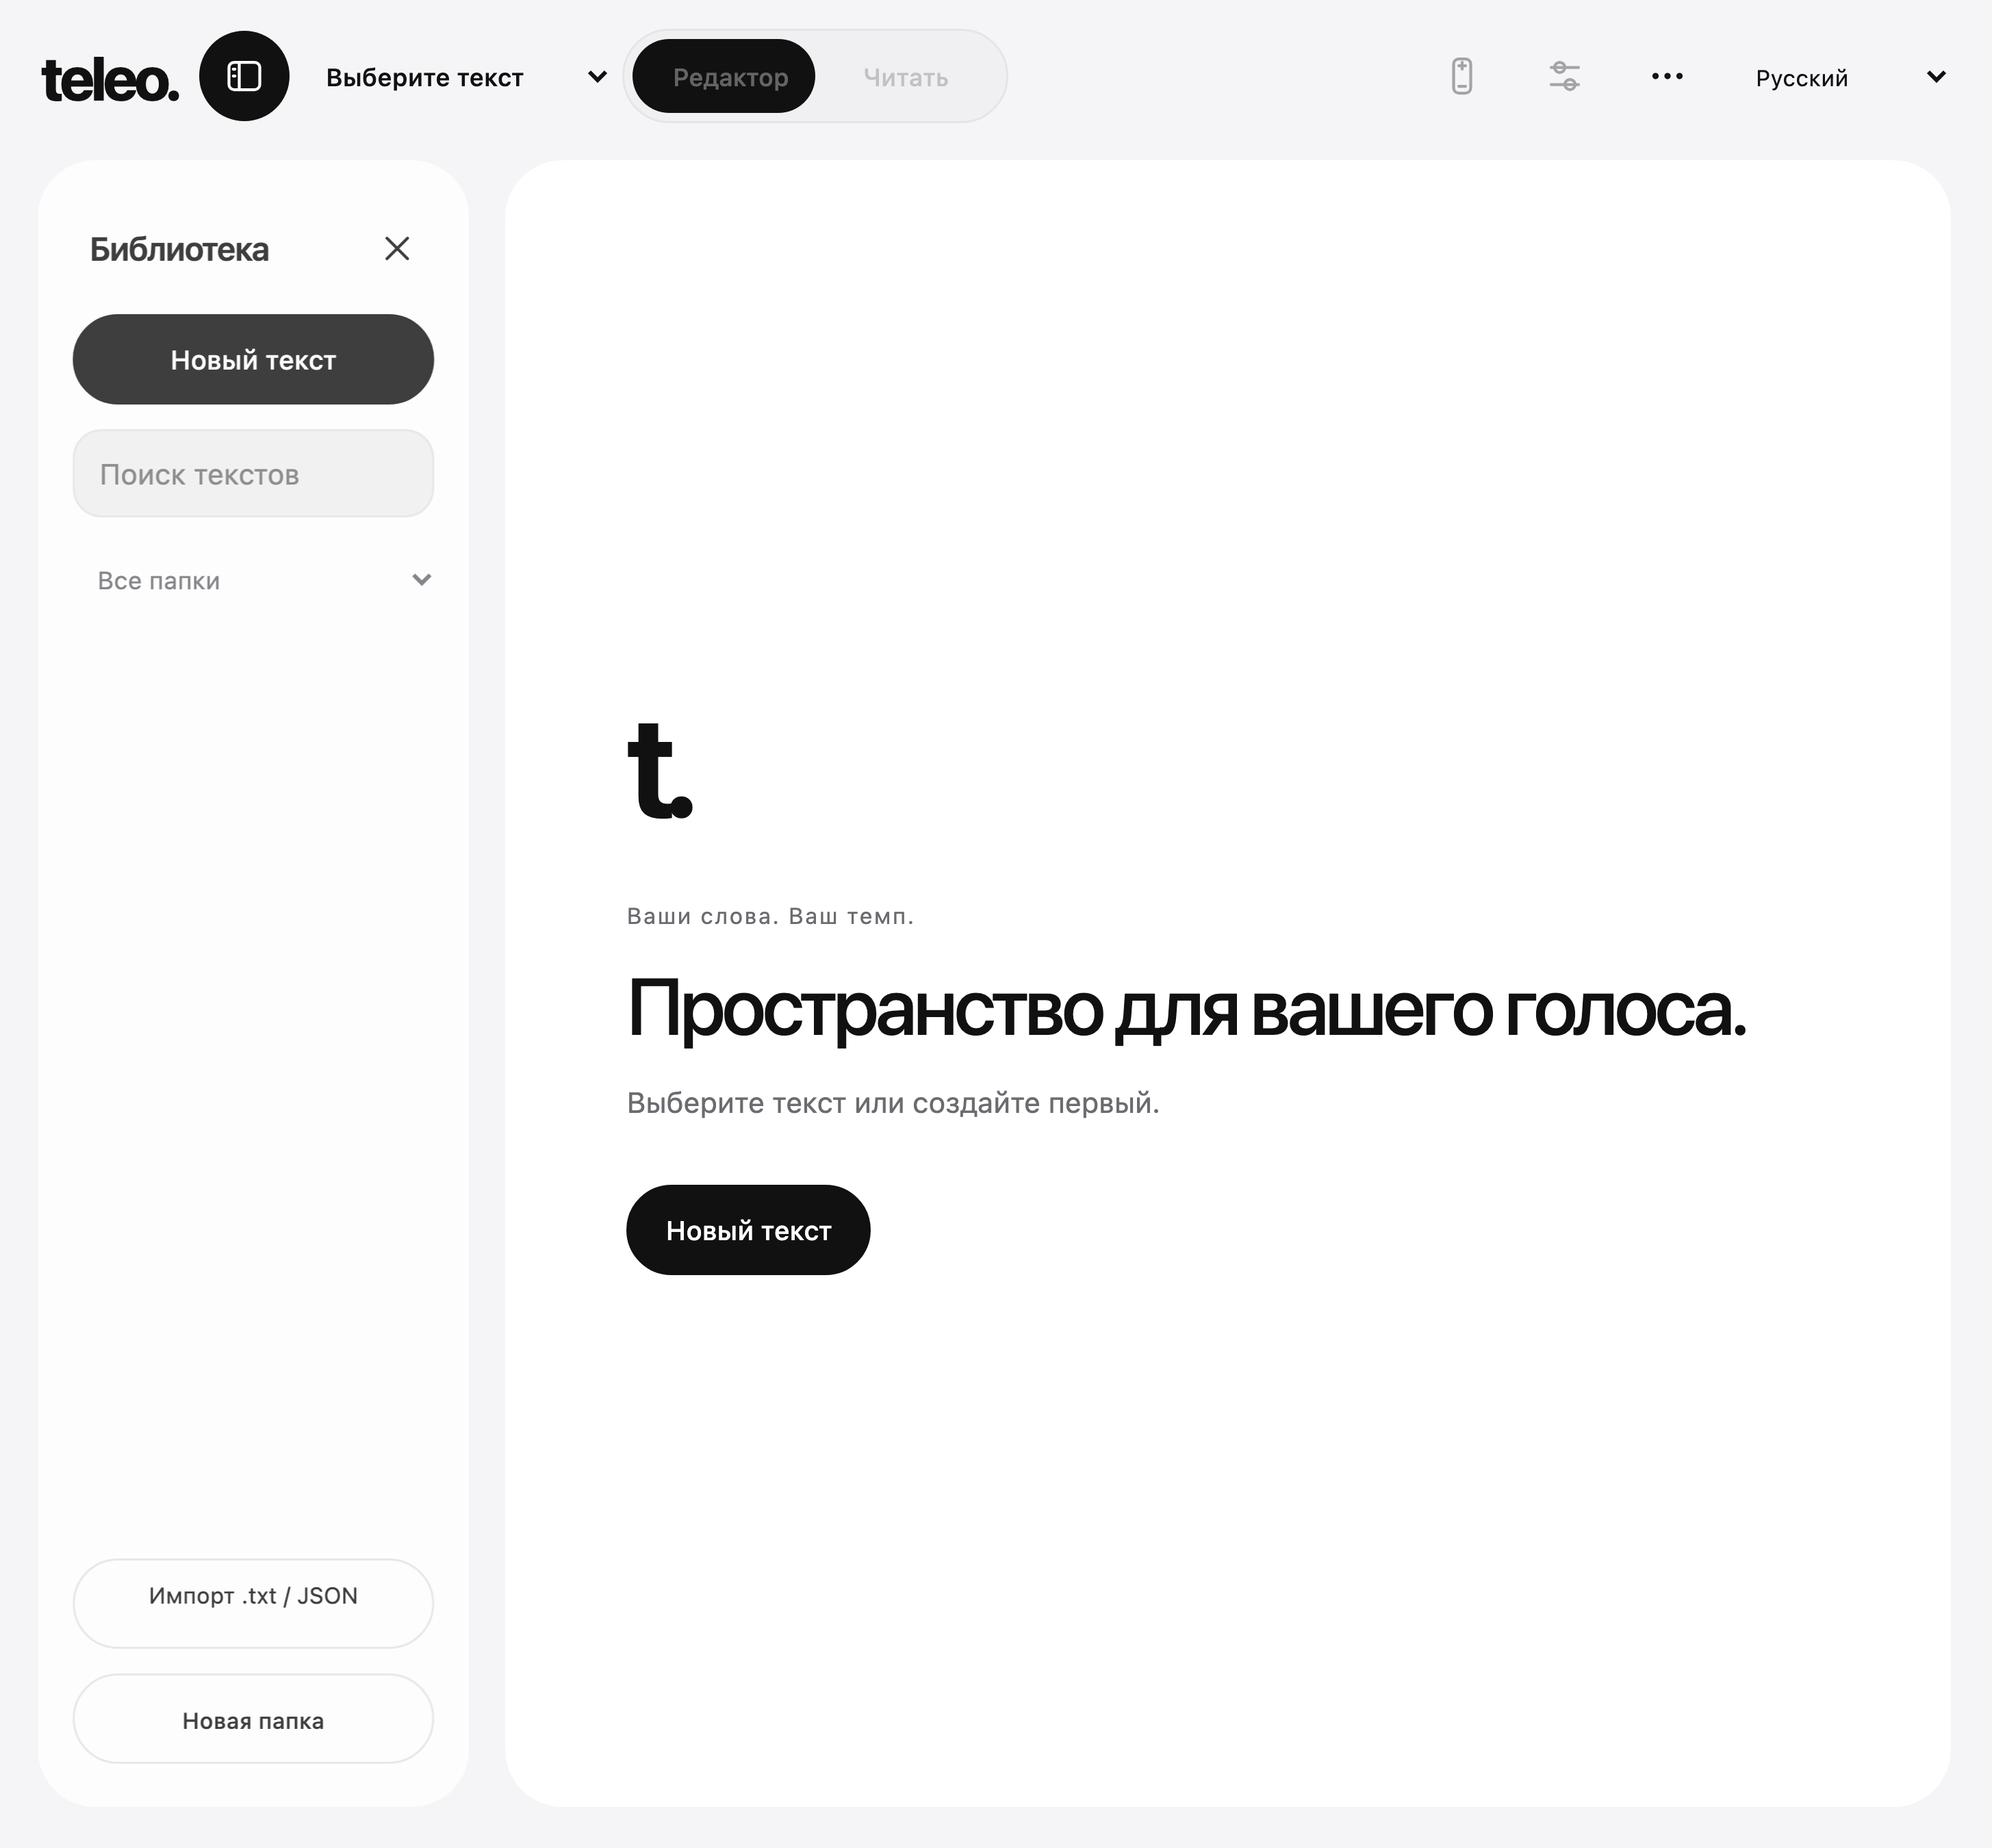 teleo.
Выберите текст
Редактор
Читать
Русский
Библиотека
Новый текст
Поиск текстов
Все папки
t.
Ваши слова. Ваш темп.
Пространство для вашего голоса.
Выберите текст или создайте первый.
Новый текст
Импорт .txt / JSON
Новая папка